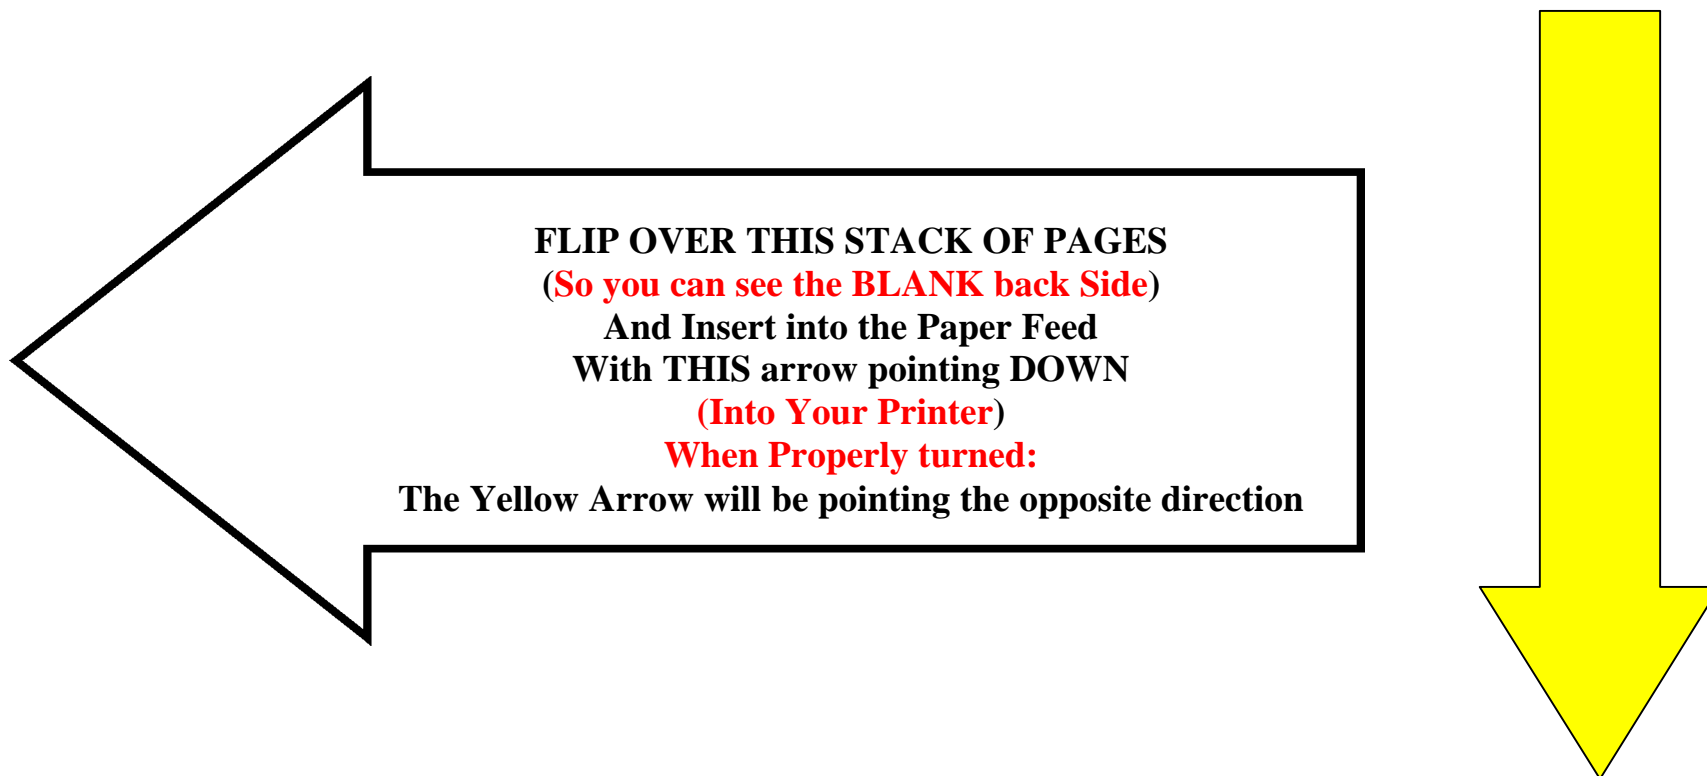 FLIP OVER THIS STACK OF PAGES
(So you can see the BLANK back Side)
And Insert into the Paper Feed
With THIS arrow pointing DOWN
(Into Your Printer)
When Properly turned:
The Yellow Arrow will be pointing the opposite direction